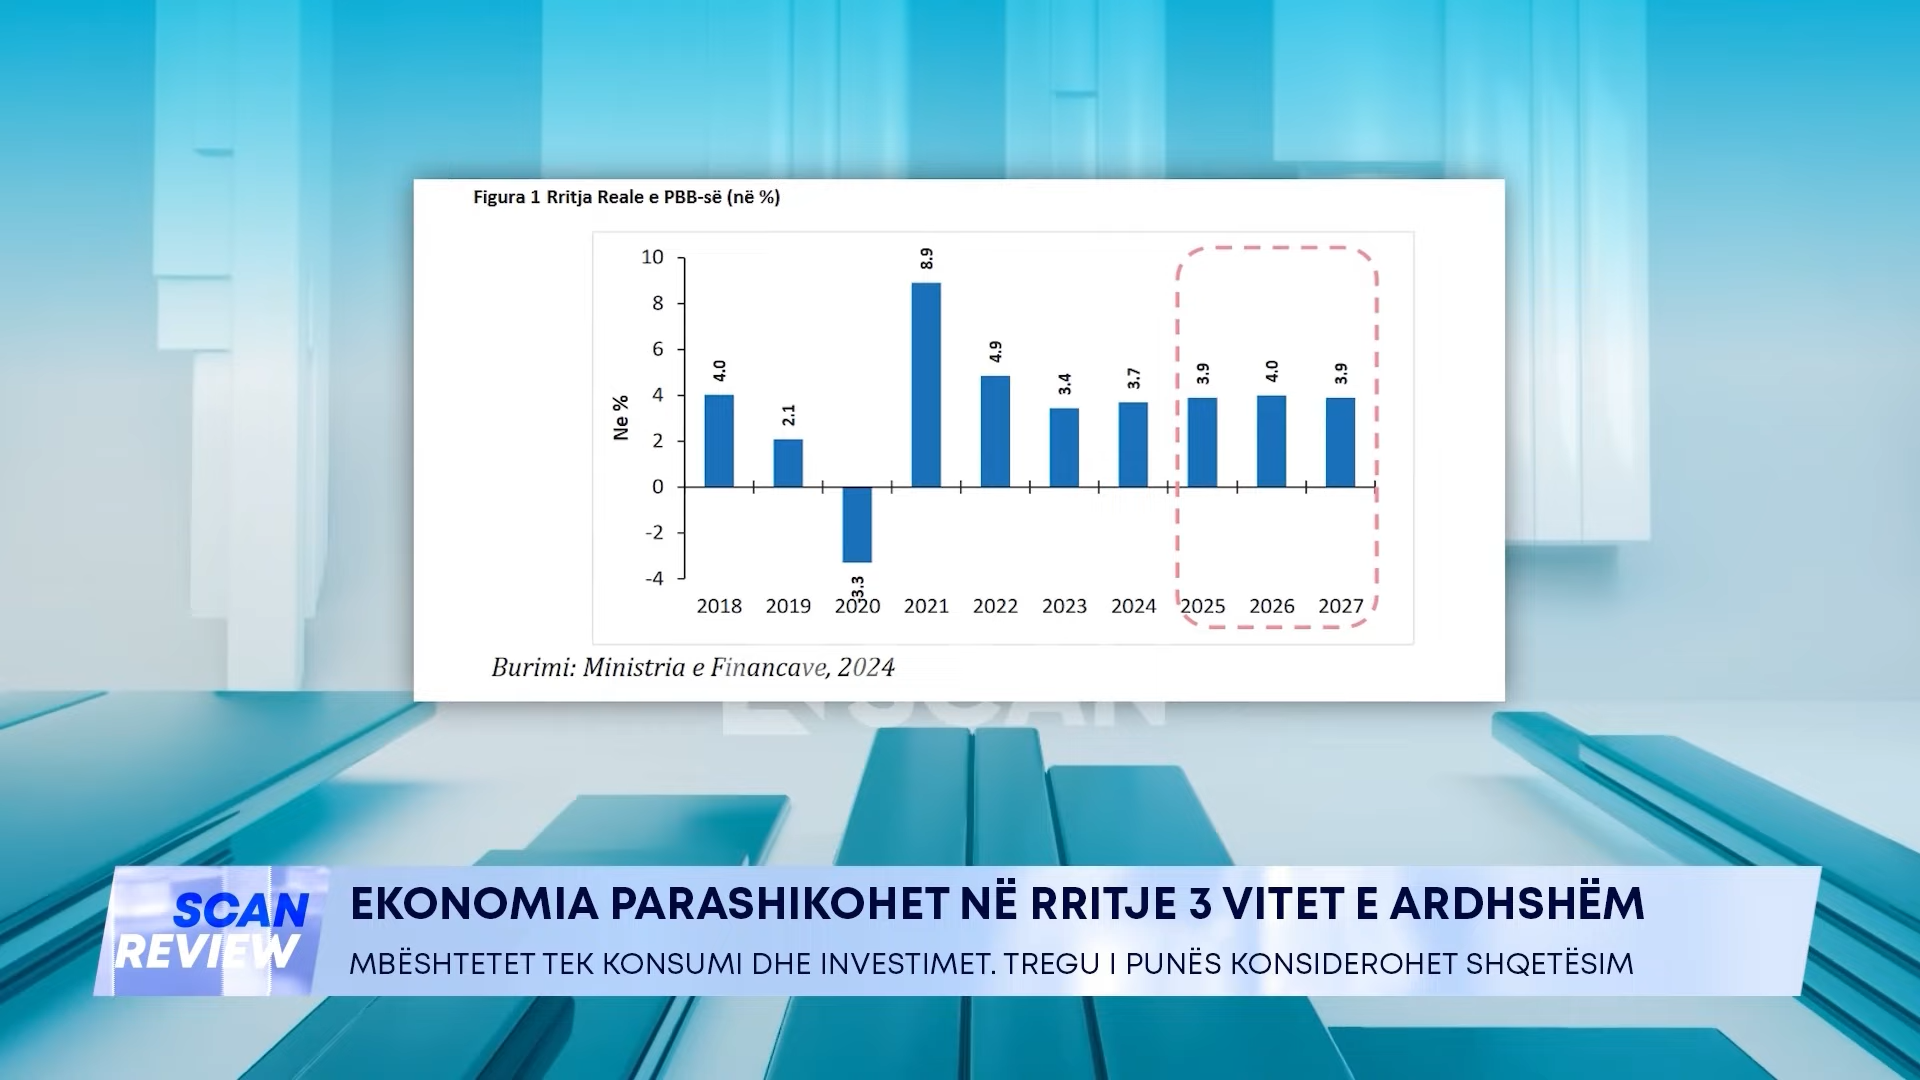 Figura 1 Rritja Reale e PBB-së (në %)
10
8
6
4
2
0
-2
-4
Ne %
4.0
2.1
-3.3
8.9
4.9
3.4
3.7
3.9
4.0
3.9
2018 2019 2020 2021 2022 2023 2024 2025 2026 2027
Burimi: Ministria e Financave, 2024
SCAN
SCAN
REVIEW
EKONOMIA PARASHIKOHET NË RRITJE 3 VITET E ARDHSHËM
MBËSHTETET TEK KONSUMI DHE INVESTIMET. TREGU I PUNËS KONSIDEROHET SHQETËSIM